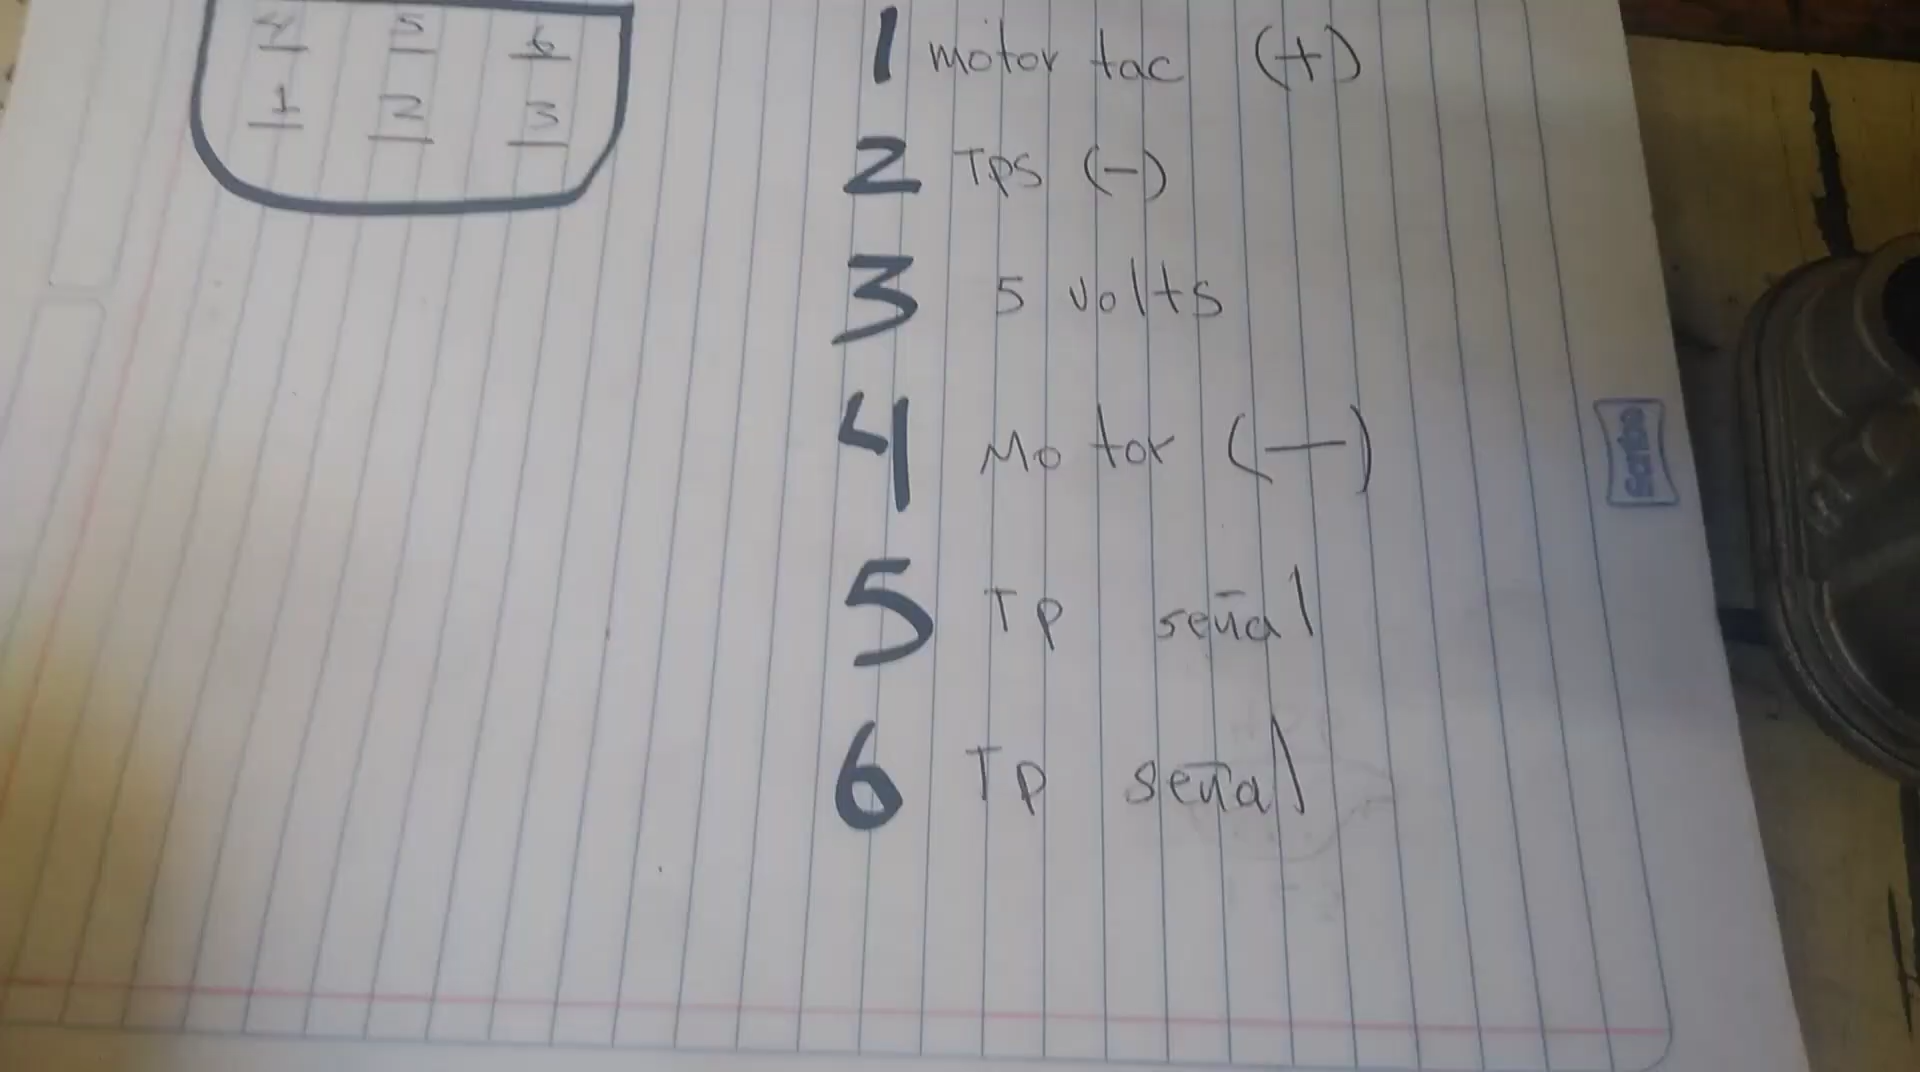 4 5 6
1 2 3
1 motor tac (+)
2 TPS (-)
3 5 volts
4 Motor (-)
5 TP señal
6 TP señal
Scribe